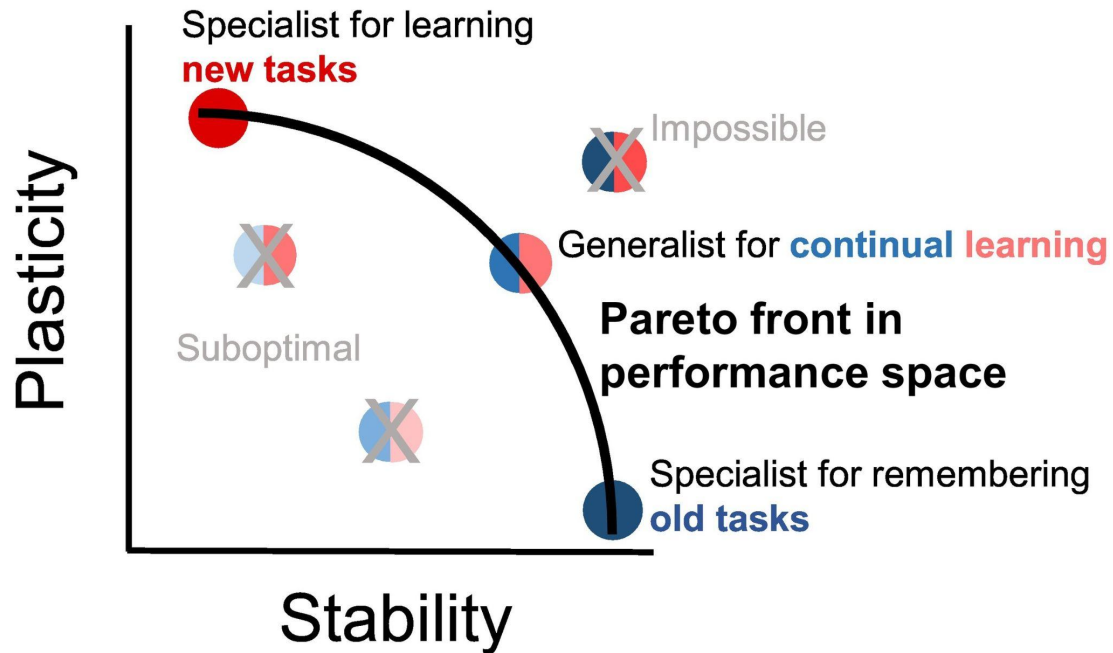 Specialist for learning
new tasks
Impossible
Plasticity
Generalist for continual learning
Suboptimal
Pareto front in
performance space
Specialist for remembering
old tasks
Stability